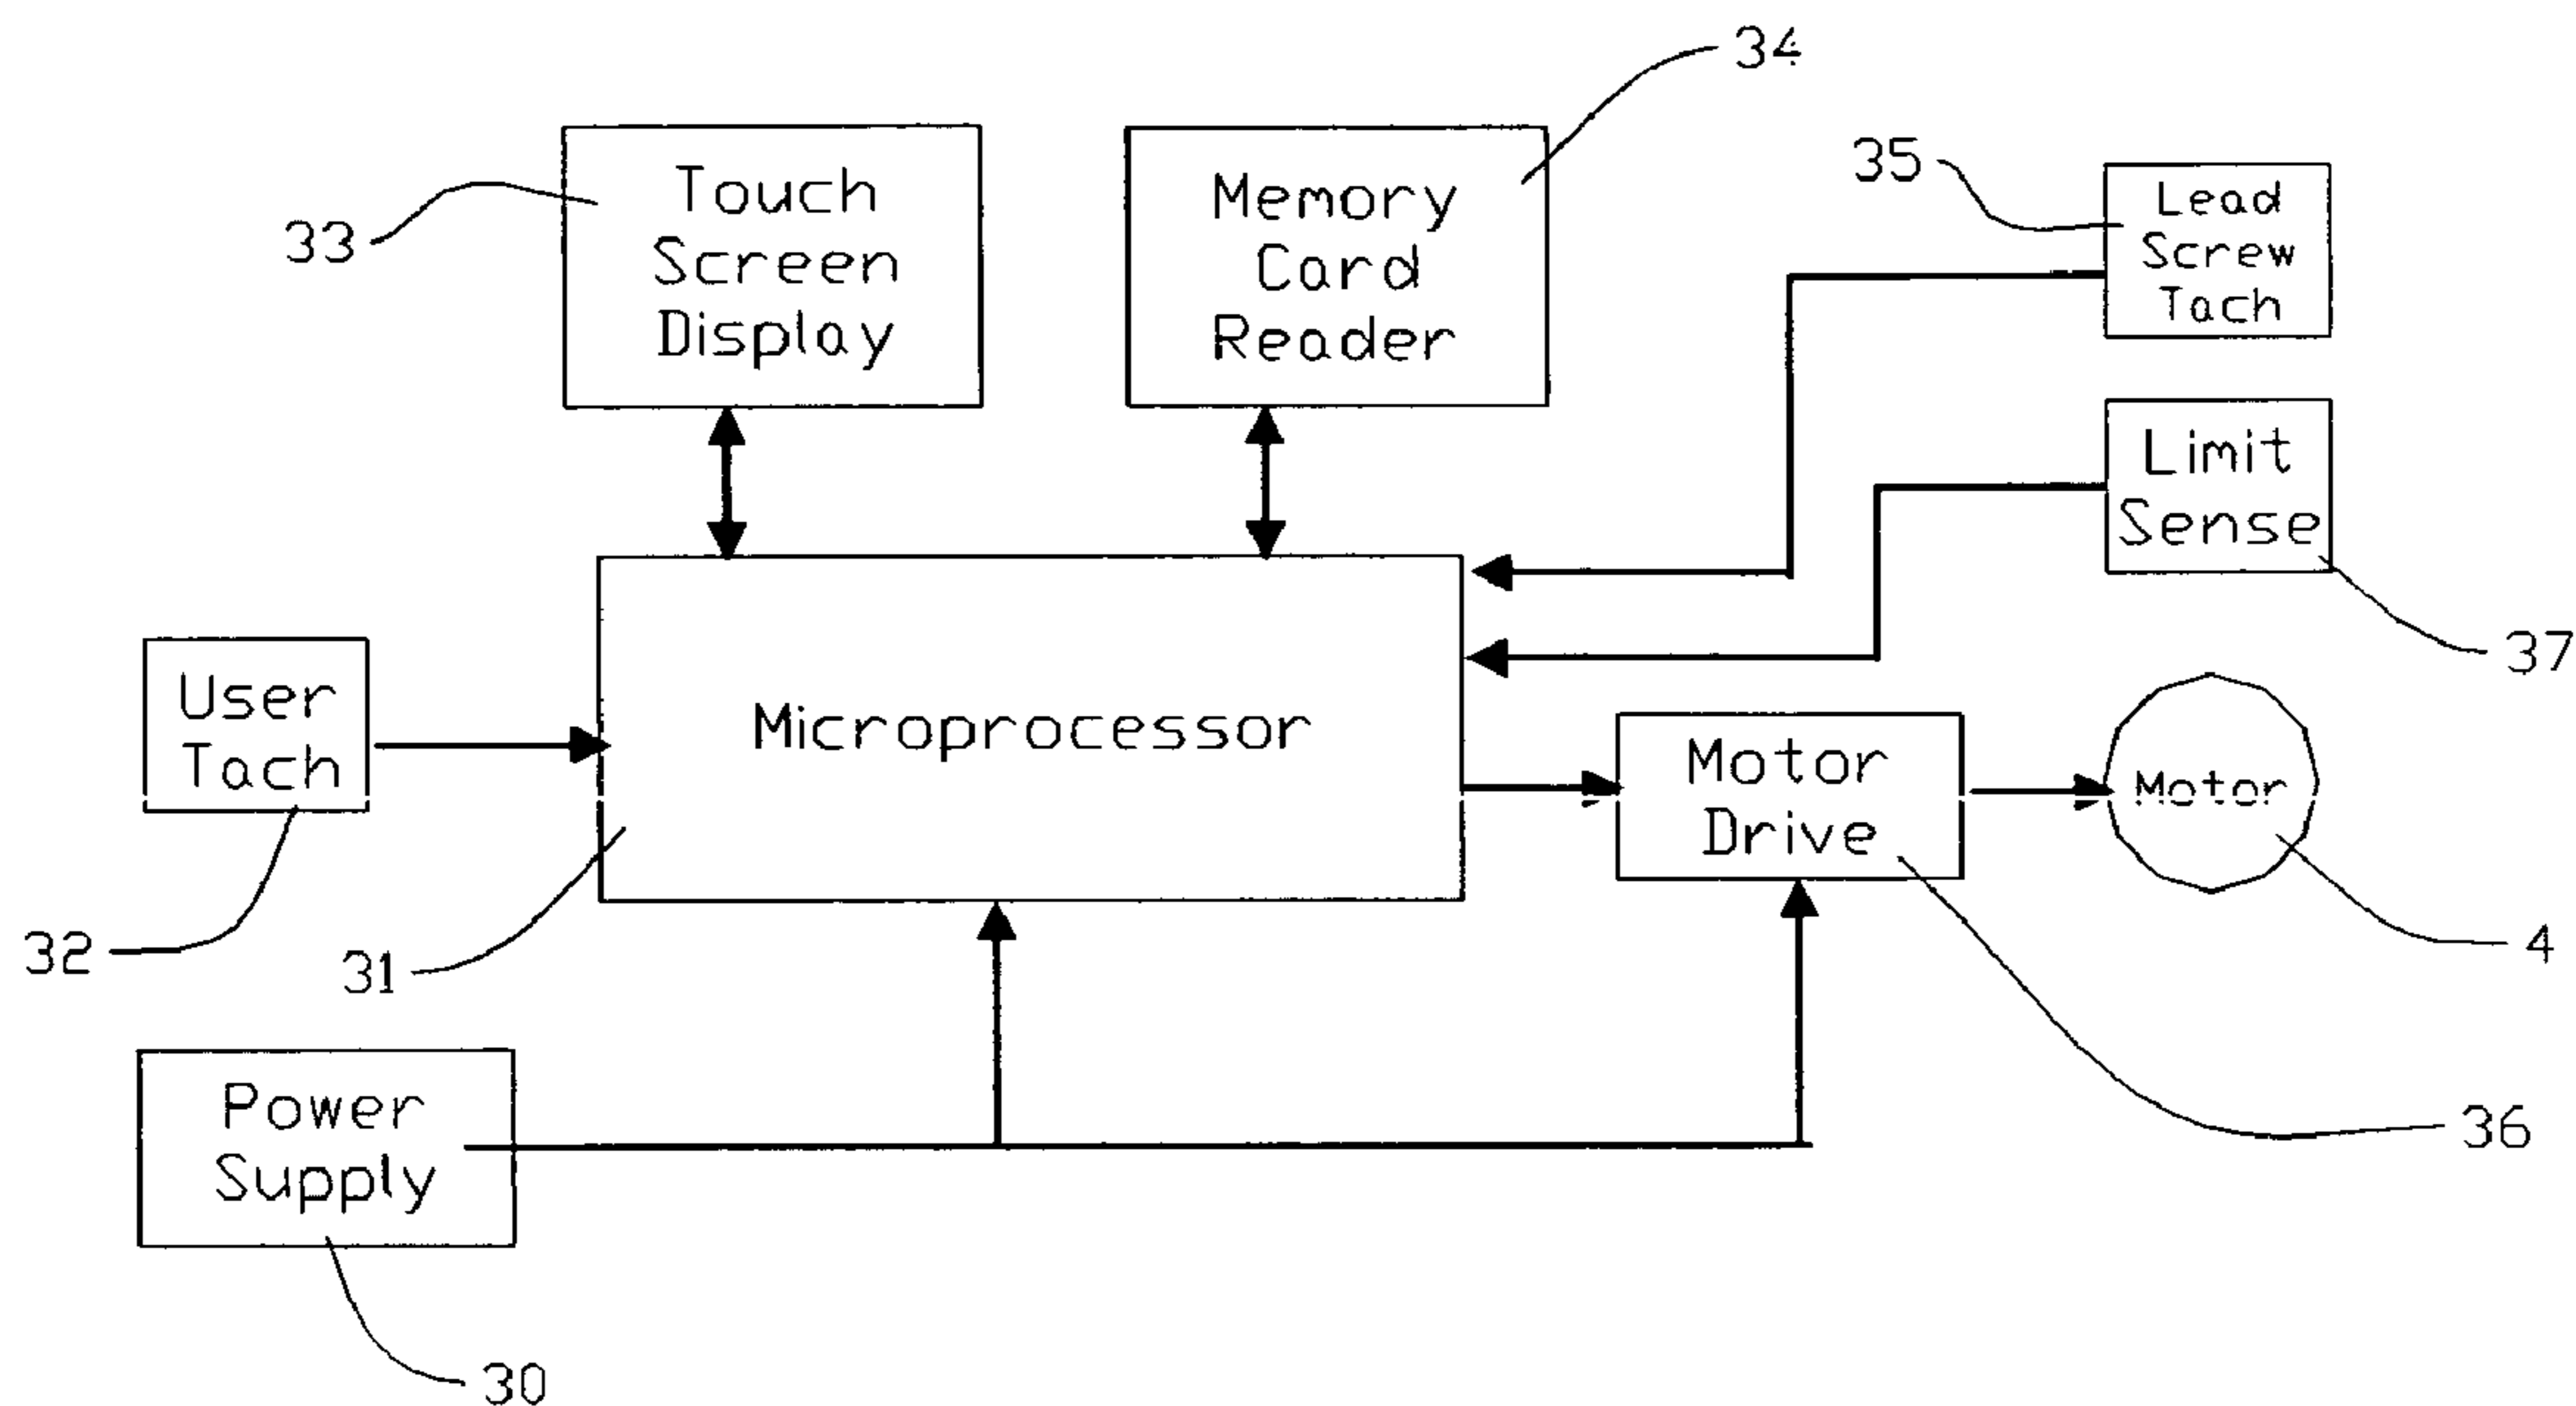 34
Touch
Screen
Display
33
Memory
Card
Reader
35
Lead
Screw
Tach
Limit
Sense
37
User
Tach
32
Microprocessor
31
Motor
Drive
36
Motor
4
Power
Supply
30